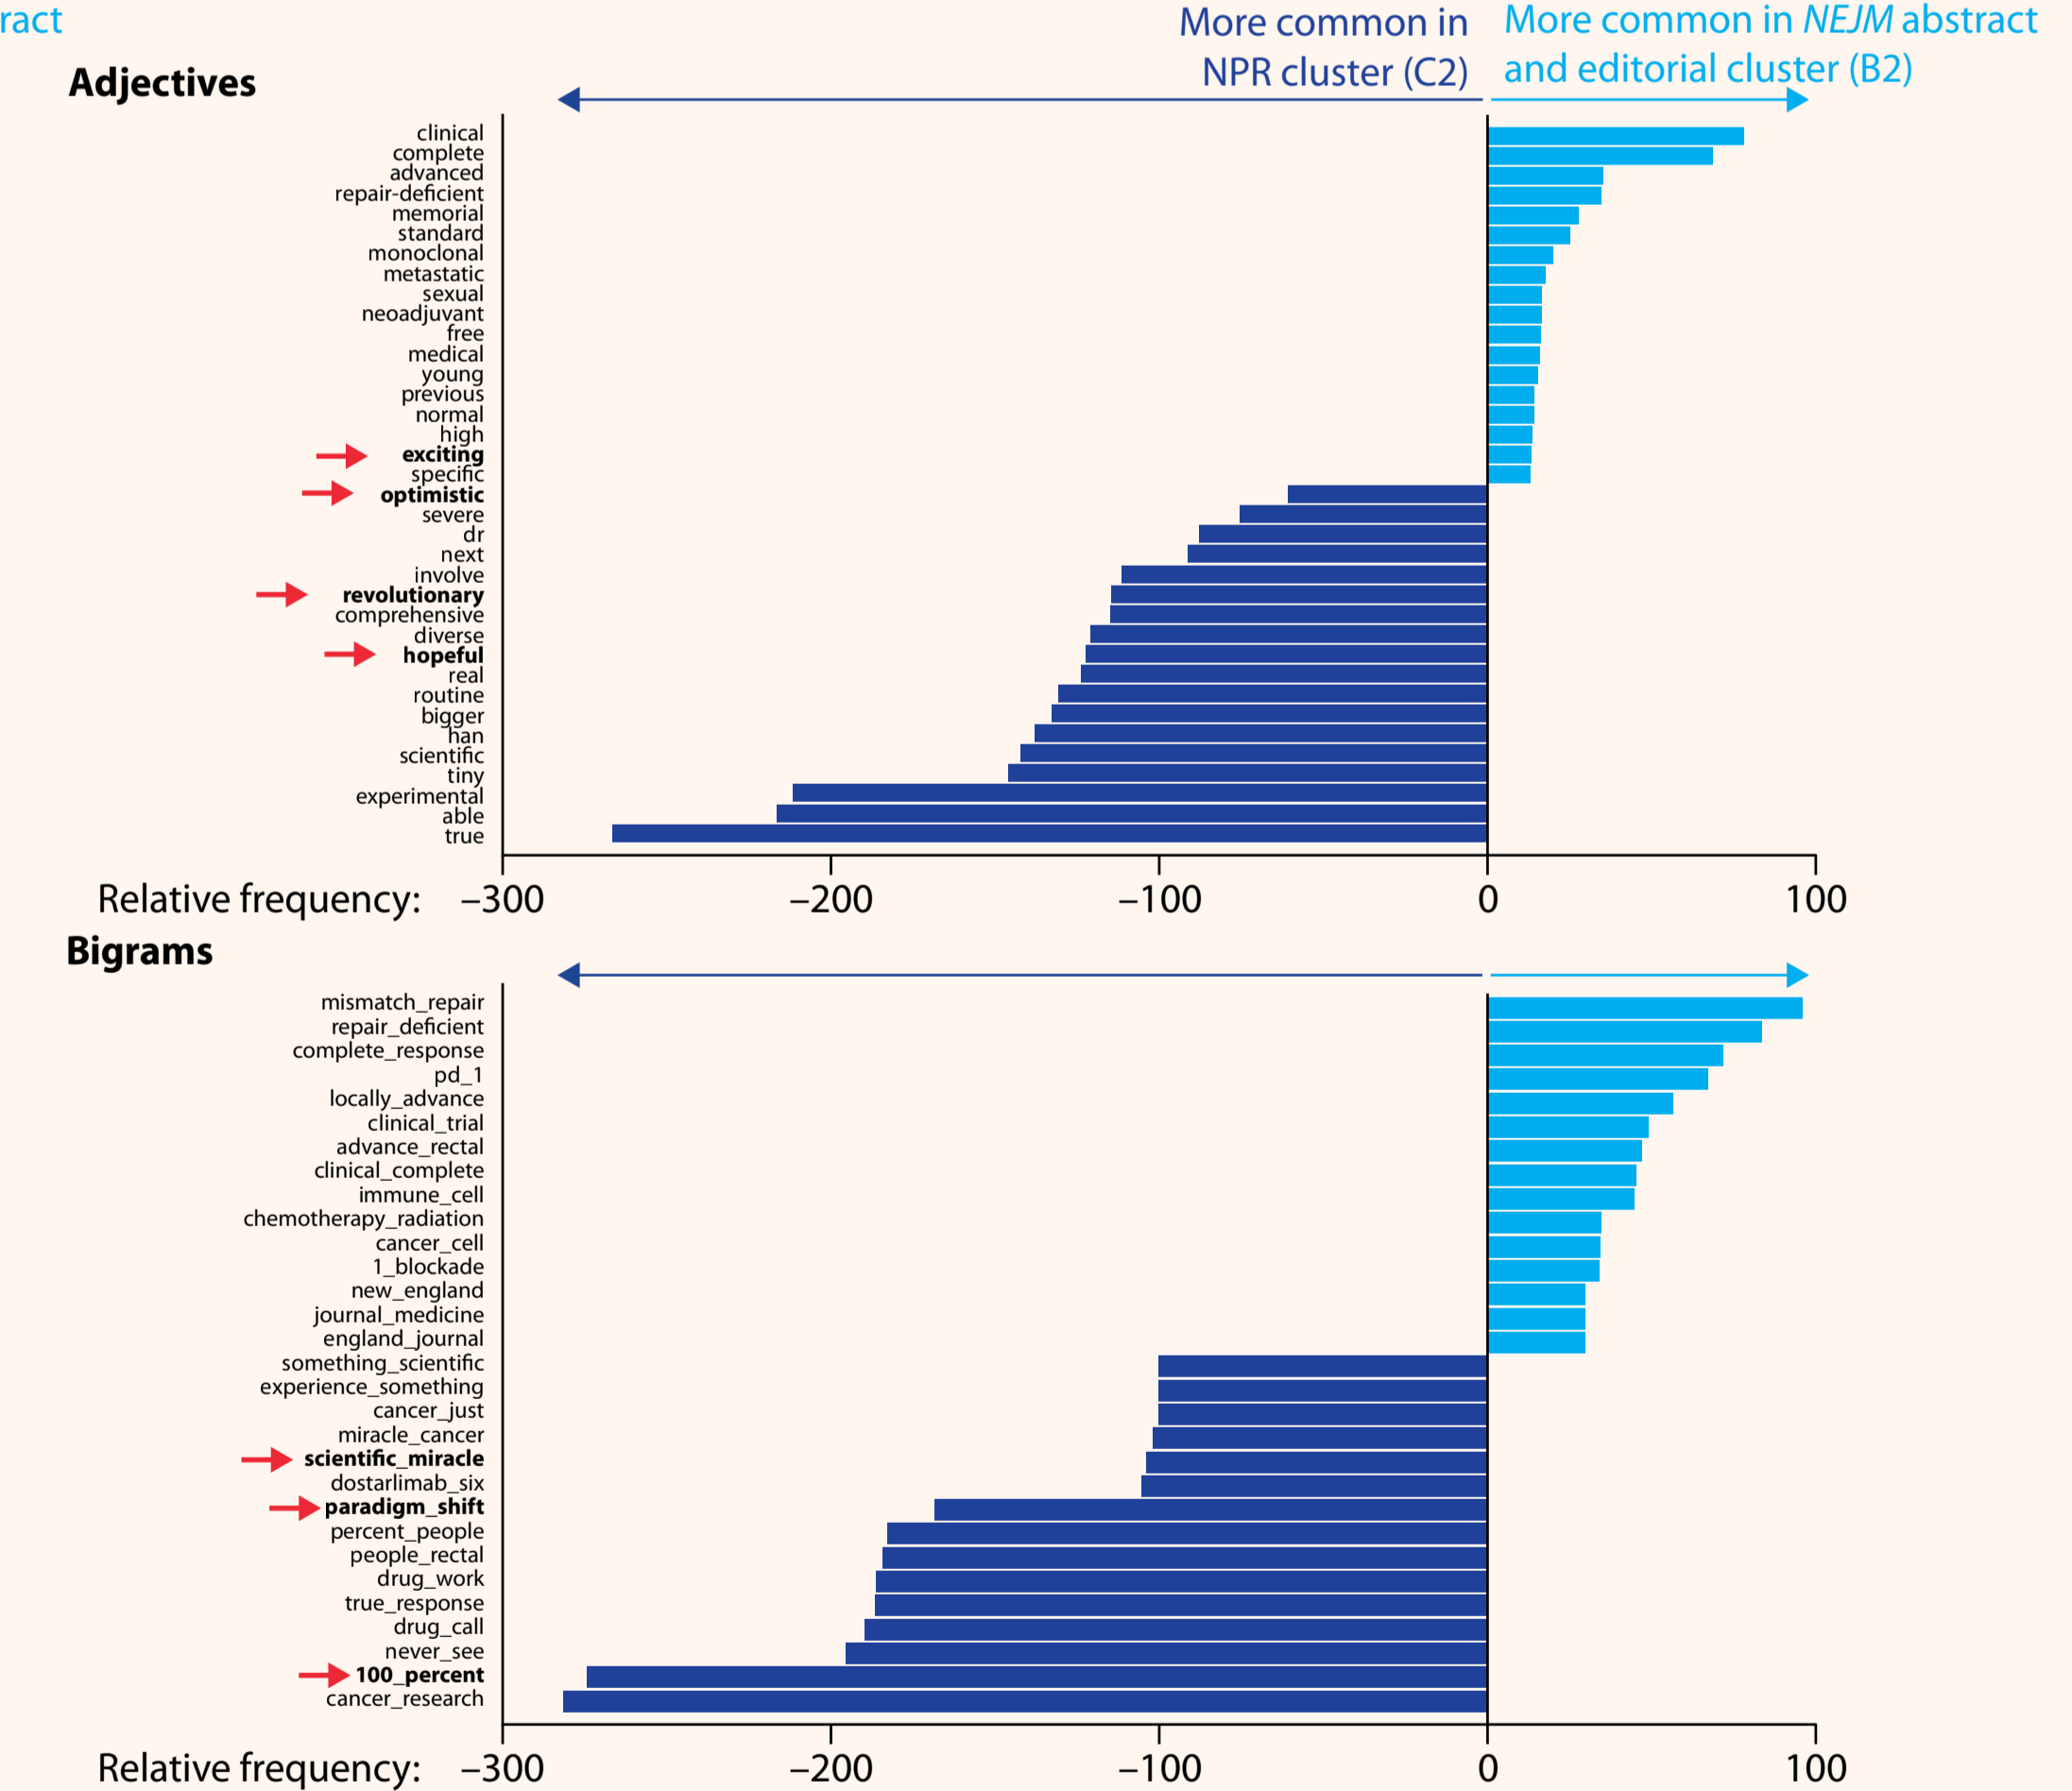 ract
More common in
NPR cluster (C2)
More common in NEJM abstract
and editorial cluster (B2)
Adjectives
clinical
complete
advanced
repair-deficient
memorial
standard
monoclonal
metastatic
sexual
neoadjuvant
free
medical
young
previous
normal
high
exciting
specific
optimistic
severe
dr
next
involve
revolutionary
comprehensive
diverse
hopeful
real
routine
bigger
han
scientific
tiny
experimental
able
true
Relative frequency: –300 –200 –100 0 100
Bigrams
mismatch_repair
repair_deficient
complete_response
pd_1
locally_advance
clinical_trial
advance_rectal
clinical_complete
immune_cell
chemotherapy_radiation
cancer_cell
1_blockade
new_england
journal_medicine
england_journal
something_scientific
experience_something
cancer_just
miracle_cancer
scientific_miracle
dostarlimab_six
paradigm_shift
percent_people
people_rectal
drug_work
true_response
drug_call
never_see
100_percent
cancer_research
Relative frequency: –300 –200 –100 0 100